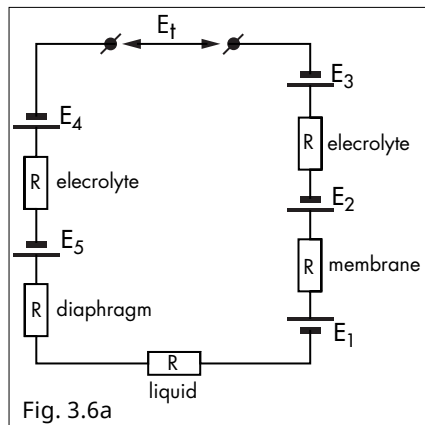 Et
E4
E3
R elecrolyte
R elecrolyte
E5
E2
R diaphragm
R membrane
E1
R
liquid
Fig. 3.6a